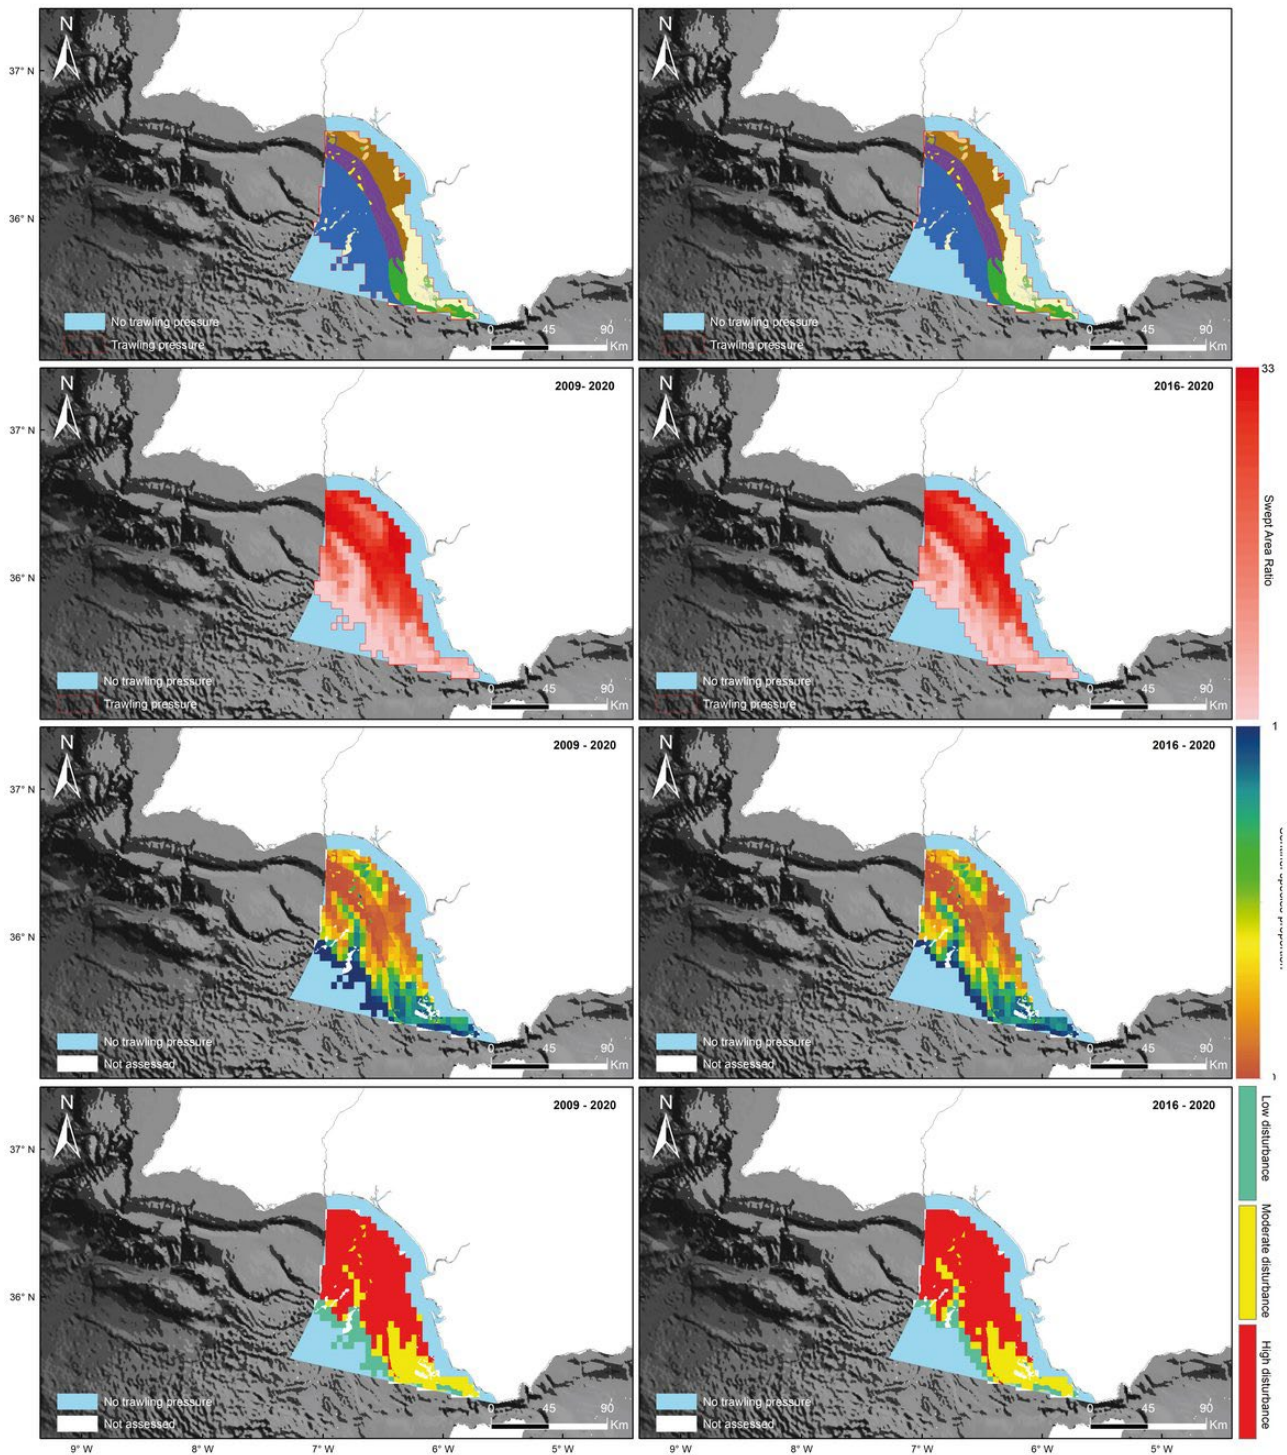 N
N
37° N
36° N
No trawling pressure
Trawling pressure
0 45 90
Km
No trawling pressure
Trawling pressure
0 45 90
Km
N
2009- 2020
N
2016- 2020
33
37° N
36° N
Swept Area Ratio
No trawling pressure
Trawling pressure
0 45 90
Km
No trawling pressure
Trawling pressure
0 45 90
Km
N
2009 - 2020
N
2016 - 2020
1
37° N
36° N
No trawling pressure
Not assessed
0 45 90
Km
No trawling pressure
Not assessed
0 45 90
Km
N
2009 - 2020
N
2016 - 2020
Low disturbance
37° N
36° N
Moderate disturbance
High disturbance
No trawling pressure
Not assessed
0 45 90
Km
No trawling pressure
Not assessed
0 45 90
Km
9° W 8° W 7° W 6° W 5° W
9° W 8° W 7° W 6° W 5° W